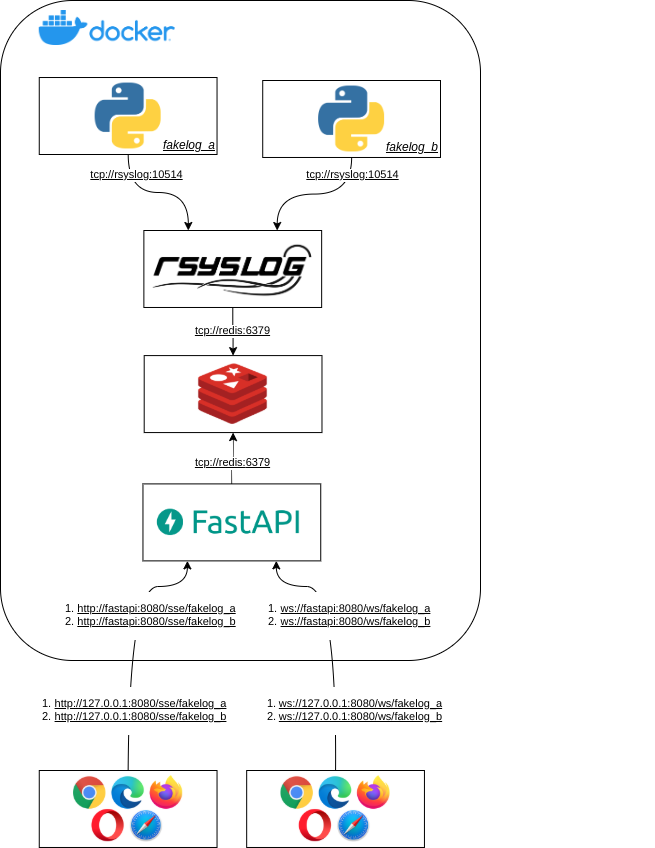 docker
fakelog_a
fakelog_b
tcp://rsyslog:10514
tcp://rsyslog:10514
rsyslog
tcp://redis:6379
tcp://redis:6379
FastAPI
1. http://fastapi:8080/sse/fakelog_a
2. http://fastapi:8080/sse/fakelog_b
1. ws://fastapi:8080/ws/fakelog_a
2. ws://fastapi:8080/ws/fakelog_b
1. http://127.0.0.1:8080/sse/fakelog_a
2. http://127.0.0.1:8080/sse/fakelog_b
1. ws://127.0.0.1:8080/ws/fakelog_a
2. ws://127.0.0.1:8080/ws/fakelog_b